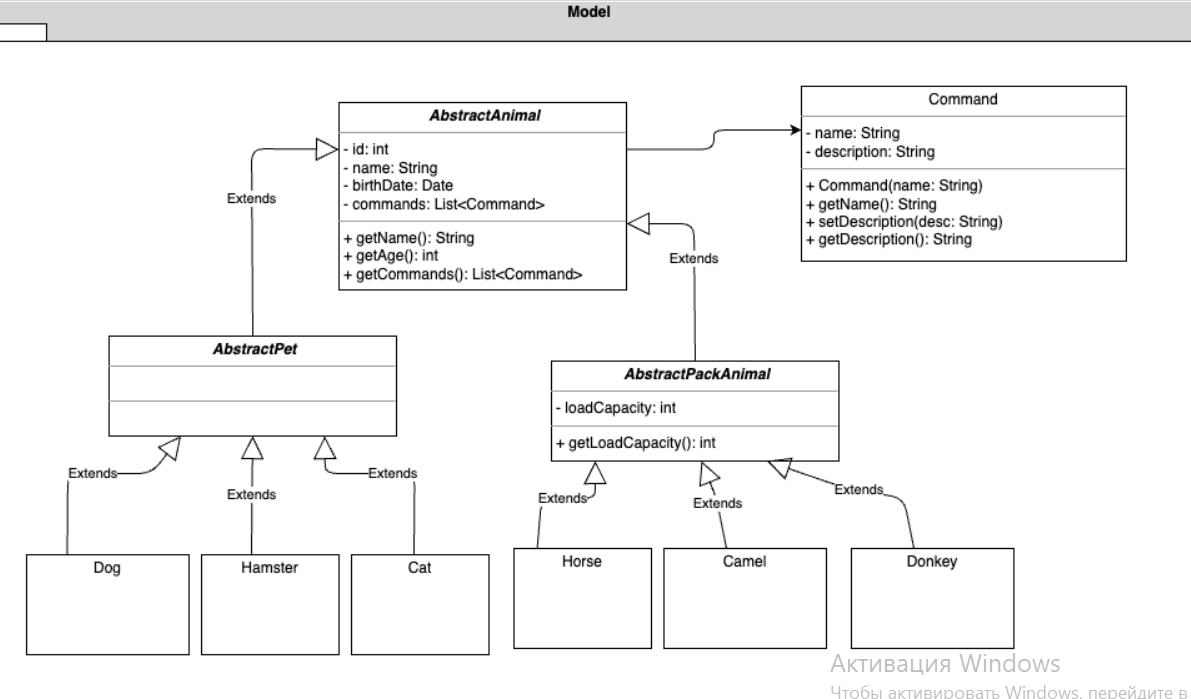 Model
AbstractAnimal
- id: int
- name: String
- birthDate: Date
- commands: List<Command>
+ getName(): String
+ getAge(): int
+ getCommands(): List<Command>
Command
- name: String
- description: String
+ Command(name: String)
+ getName(): String
+ setDescription(desc: String)
+ getDescription(): String
Extends
Extends
AbstractPet
AbstractPackAnimal
- loadCapacity: int
+ getLoadCapacity(): int
Extends
Extends
Extends
Extends
Extends
Extends
Dog
Hamster
Cat
Horse
Camel
Donkey
Активация Windows
Чтобы активировать Windows, перейдите в